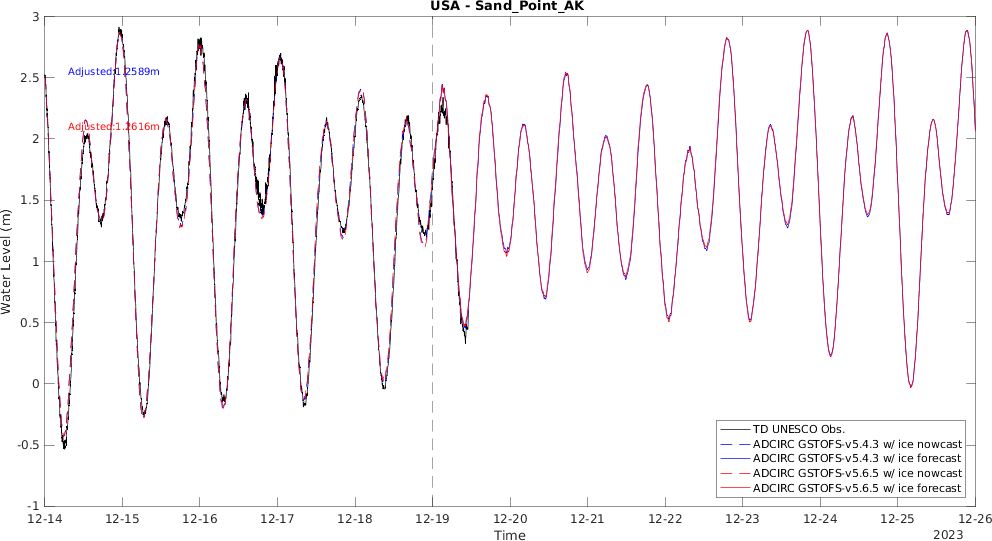 USA - Sand_Point_AK
Adjusted:1.2589m
Adjusted:1.2616m
Water Level (m)
3
2.5
2
1.5
1
0.5
0
-0.5
-1
12-14 12-15 12-16 12-17 12-18 12-19 12-20 12-21 12-22 12-23 12-24 12-25 12-26
Time
2023
TD UNESCO Obs.
ADCIRC GSTOFS-v5.4.3 w/ ice nowcast
ADCIRC GSTOFS-v5.4.3 w/ ice forecast
ADCIRC GSTOFS-v5.6.5 w/ ice nowcast
ADCIRC GSTOFS-v5.6.5 w/ ice forecast